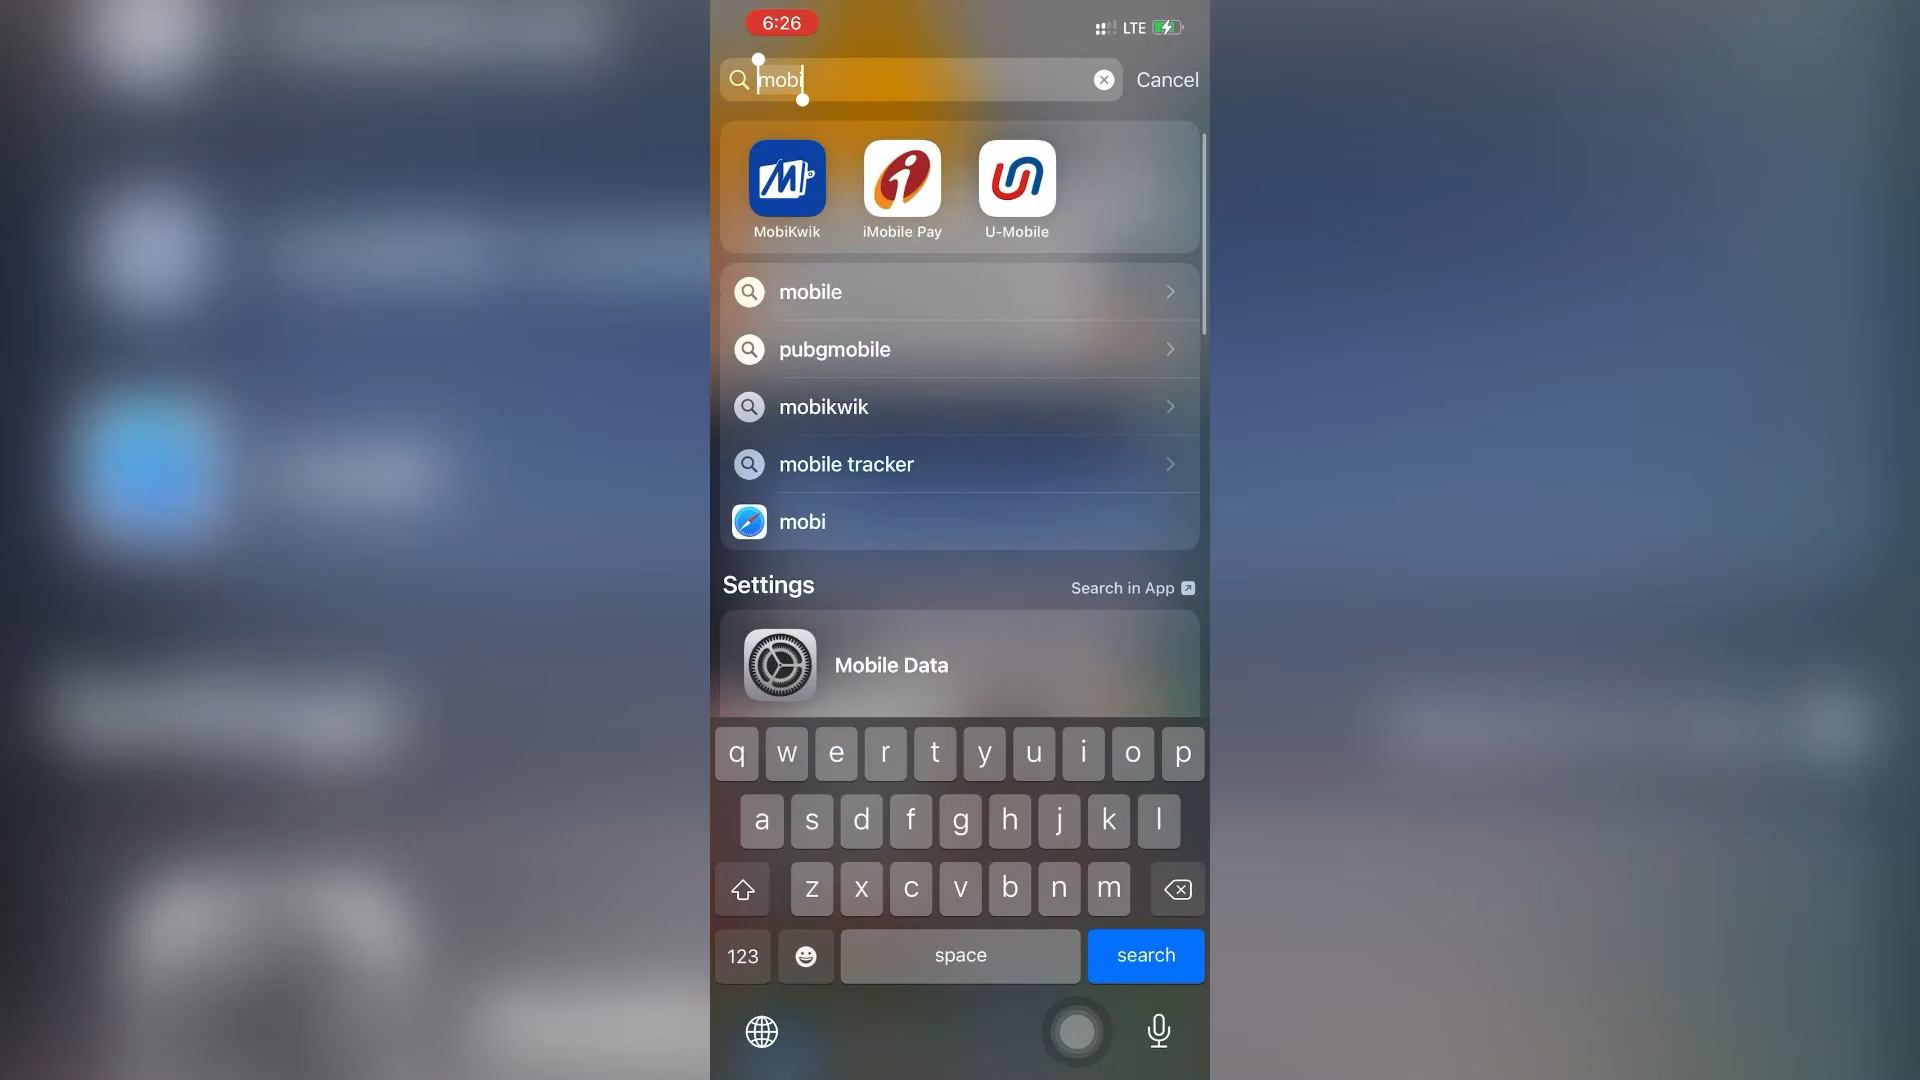 6:26 LTE
mobi Cancel
MobiKwik iMobile Pay U-Mobile
mobile
pubgmobile
mobikwik
mobile tracker
mobi
Settings Search in App
Mobile Data
q w e r t y u i o p
a s d f g h j k l
z x c v b n m
123 space search